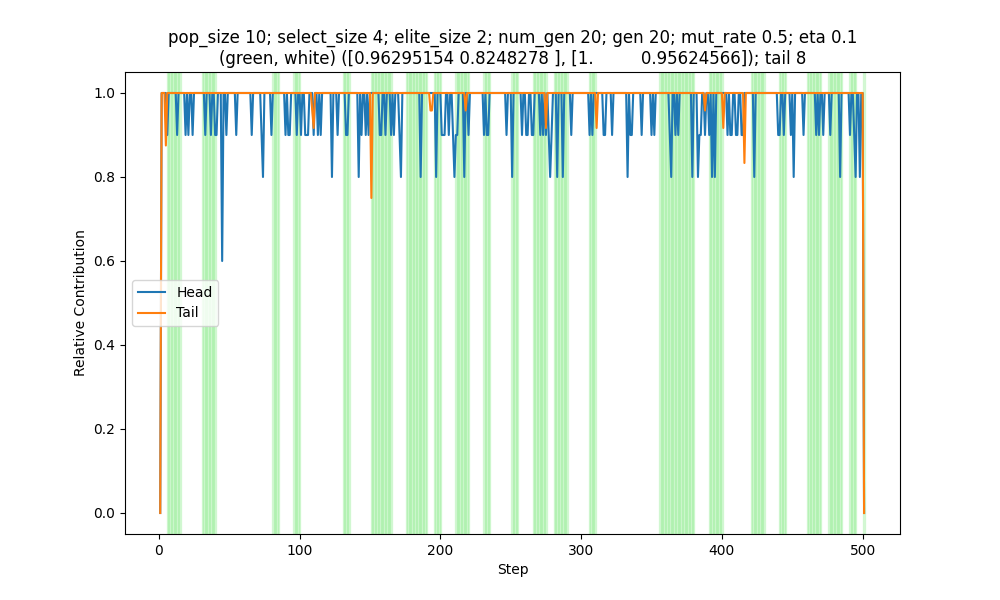 pop_size 10; select_size 4; elite_size 2; num_gen 20; gen 20; mut_rate 0.5; eta 0.1
(green, white) ([0.96295154 0.8248278 ], [1.         0.95624566]); tail 8
1.0
0.8
0.6
0.4
0.2
0.0
Relative Contribution
Head
Tail
0 100 200 300 400 500
Step